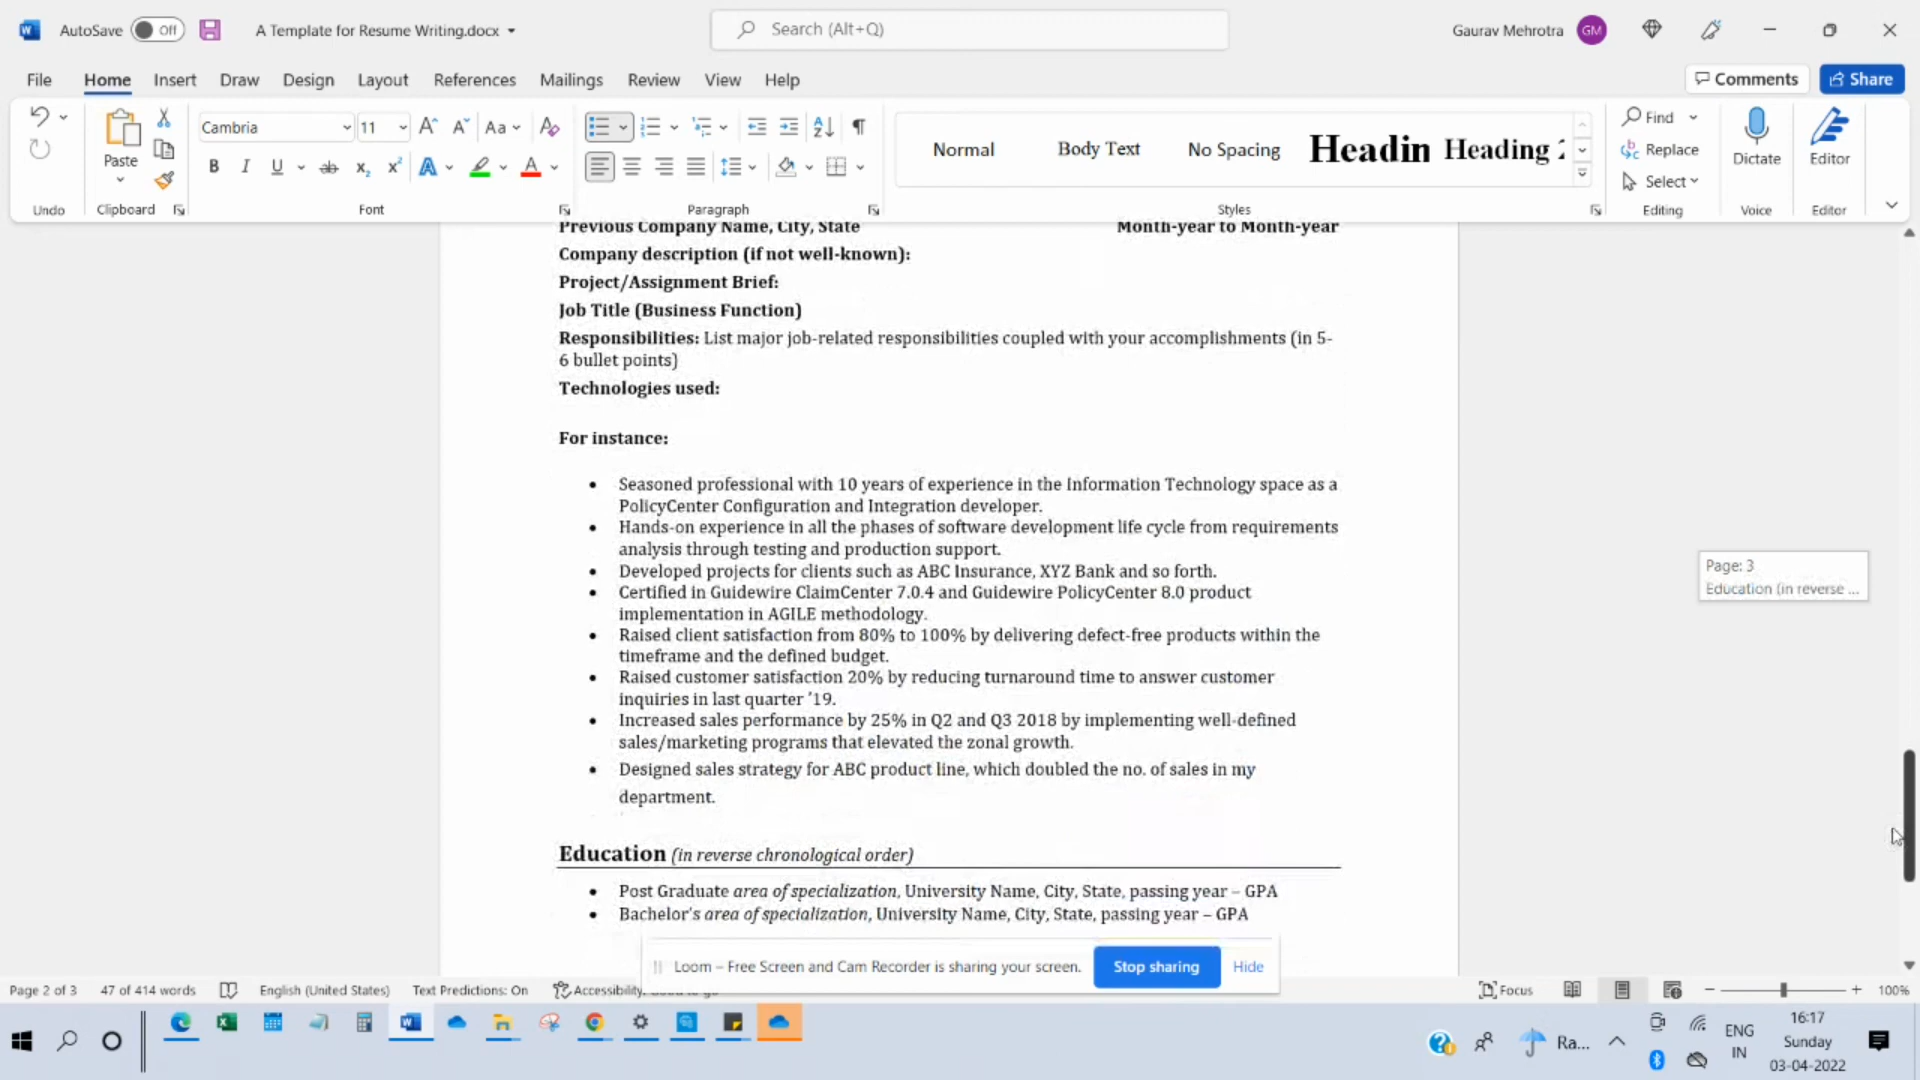 AutoSave Off A Template for Resume Writing.docx Search (Alt+Q) Gaurav Mehrotra GM
File Home Insert Draw Design Layout References Mailings Review View Help Comments Share
Cambria 11 Aa Normal Body Text No Spacing Headin Heading Find
Paste Replace Dictate Editor
B I U ab Select
Undo Clipboard Font Paragraph Styles Editing Voice Editor
Previous Company Name, City, State Month-year to Month-year
Company description (if not well-known):
Project/Assignment Brief:
Job Title (Business Function)
Responsibilities: List major job-related responsibilities coupled with your accomplishments (in 5-
6 bullet points)
Technologies used:
For instance:
• Seasoned professional with 10 years of experience in the Information Technology space as a
PolicyCenter Configuration and Integration developer.
• Hands-on experience in all the phases of software development life cycle from requirements
analysis through testing and production support.
• Developed projects for clients such as ABC Insurance, XYZ Bank and so forth.
• Certified in Guidewire ClaimCenter 7.0.4 and Guidewire PolicyCenter 8.0 product
implementation in AGILE methodology.
• Raised client satisfaction from 80% to 100% by delivering defect-free products within the
timeframe and the defined budget.
• Raised customer satisfaction 20% by reducing turnaround time to answer customer
inquiries in last quarter '19.
• Increased sales performance by 25% in Q2 and Q3 2018 by implementing well-defined
sales/marketing programs that elevated the zonal growth.
• Designed sales strategy for ABC product line, which doubled the no. of sales in my
department.
Page: 3
Education (in reverse ...
Education (in reverse chronological order)
• Post Graduate area of specialization, University Name, City, State, passing year – GPA
• Bachelor's area of specialization, University Name, City, State, passing year – GPA
Loom – Free Screen and Cam Recorder is sharing your screen. Stop sharing Hide
Page 2 of 3 47 of 414 words English (United States) Text Predictions: On Accessibility: Focus 100%
Ra... ENG IN 16:17
Sunday
03-04-2022